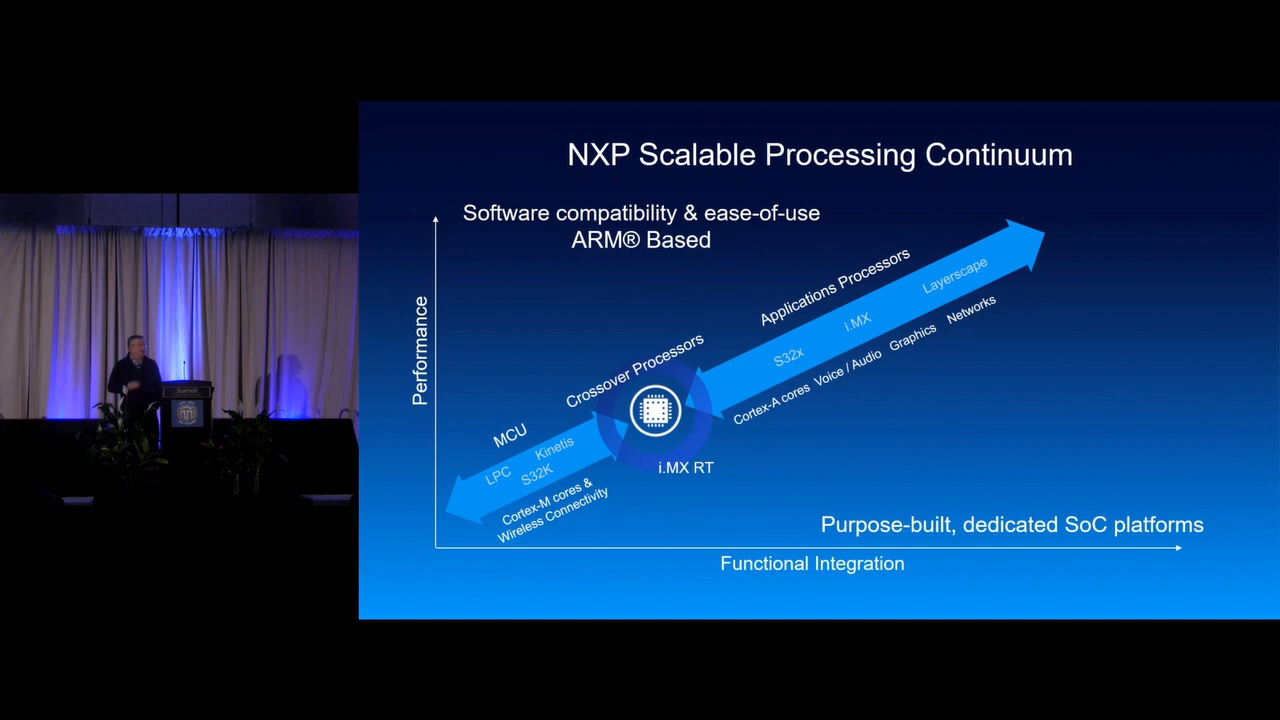 NXP Scalable Processing Continuum
Software compatibility & ease-of-use
ARM® Based
Performance
Applications Processors
Layerscape
i.MX
S32x
Cortex-A cores Voice / Audio Graphics Networks
Crossover Processors
i.MX RT
MCU
LPC Kinetis
S32K
Cortex-M cores &
Wireless Connectivity
Purpose-built, dedicated SoC platforms
Functional Integration